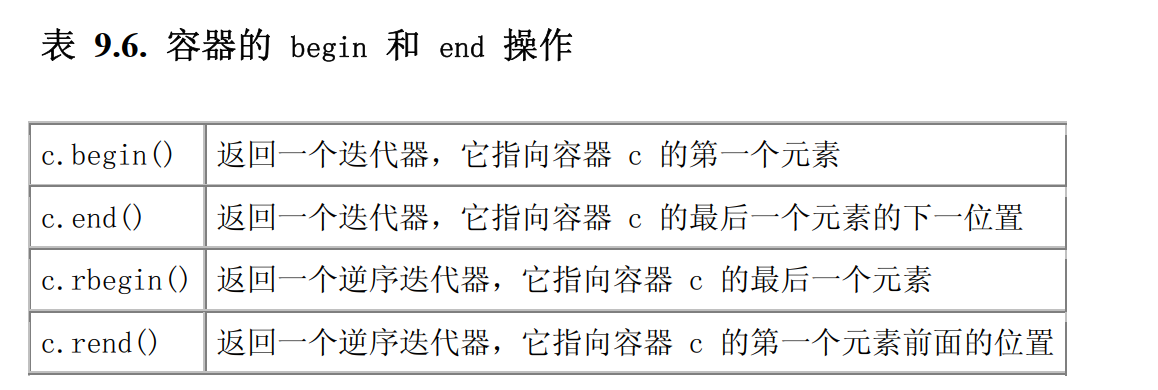 表 9.6. 容器的 begin 和 end 操作
c.begin() 返回一个迭代器，它指向容器 c 的第一个元素
c.end() 返回一个迭代器，它指向容器 c 的最后一个元素的下一位置
c.rbegin() 返回一个逆序迭代器，它指向容器 c 的最后一个元素
c.rend() 返回一个逆序迭代器，它指向容器 c 的第一个元素前面的位置